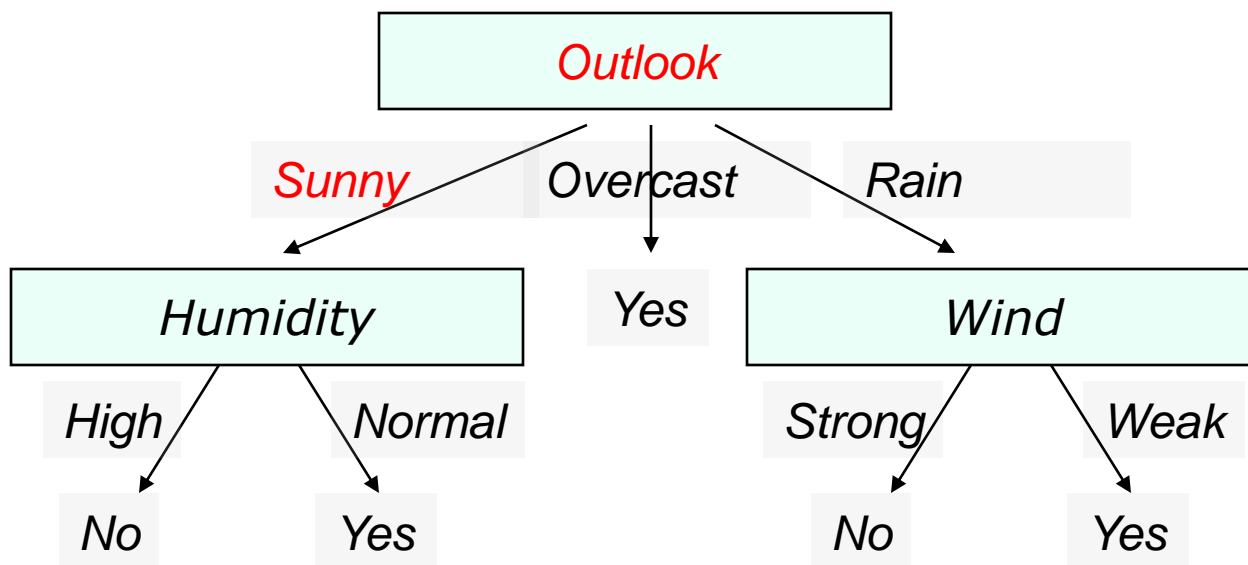 Outlook
Sunny Overcast Rain
Humidity Yes Wind
High Normal Strong Weak
No Yes No Yes